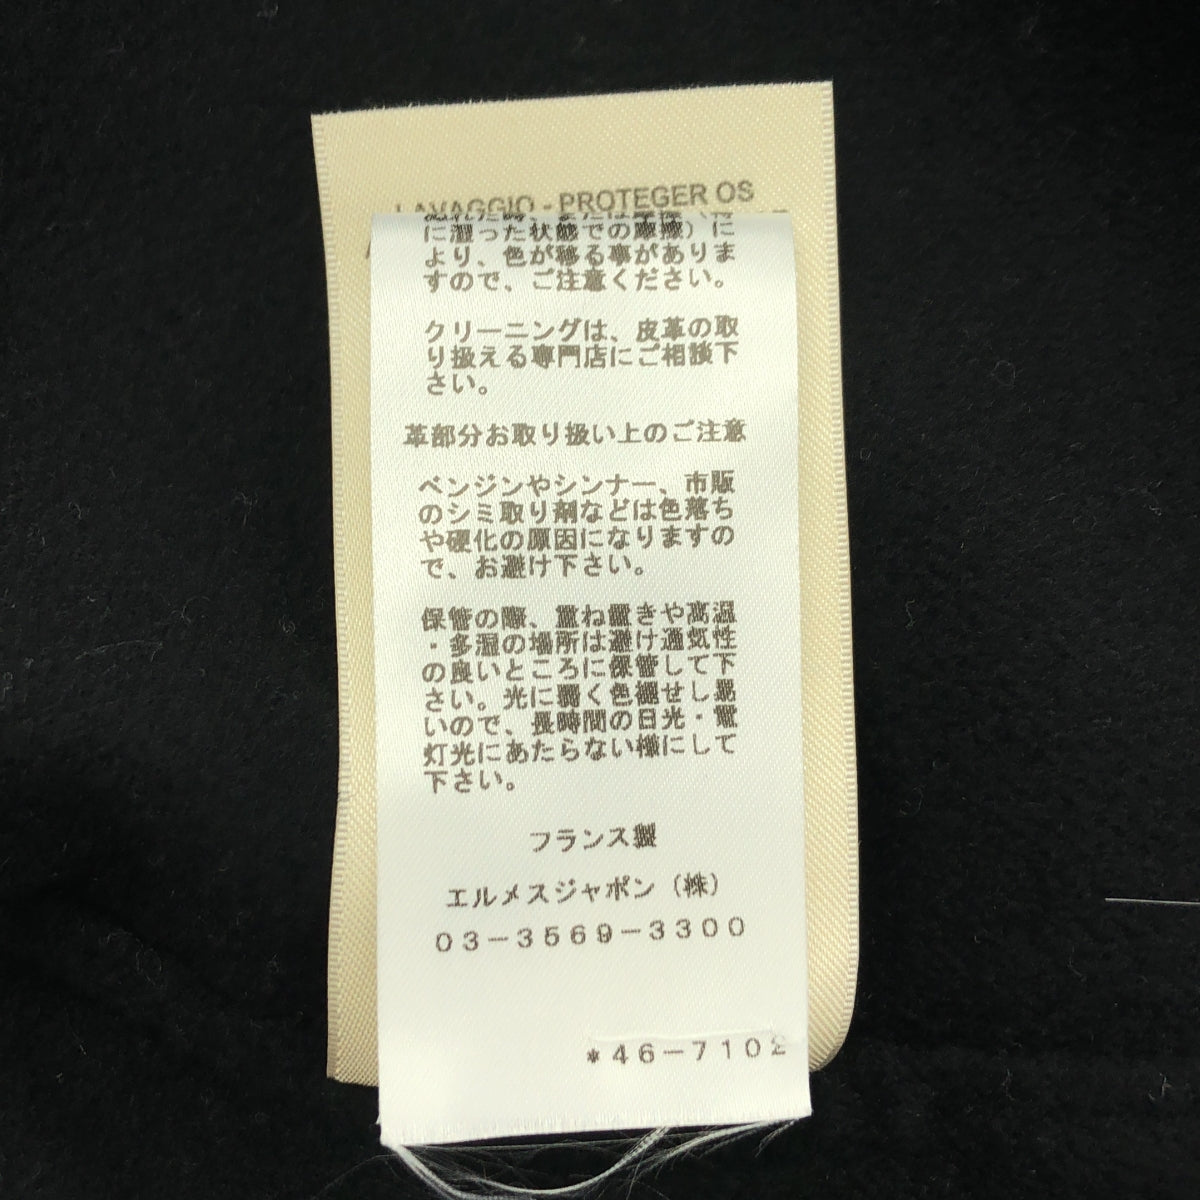 LAVAGGIO - PROTEGER OS
に湿った状態での摩擦）に
より、色が移る事がありま
すので、ご注意ください。
クリーニングは、皮革の取
り扱える専門店にご相談下
さい。
革部分お取り扱い上のご注意
ベンジンやシンナー、市販
のシミ取り剤などは色落ち
や硬化の原因になりますの
で、お避け下さい。
保管の際、重ね置きや高温
・多湿の場所は避け通気性
の良いところに保管して下
さい。光に弱く色褪せし易
いので、長時間の日光・電
灯光にあたらない様にして
下さい。
フランス製
エルメスジャポン（株）
03-3569-3300
*46-7102